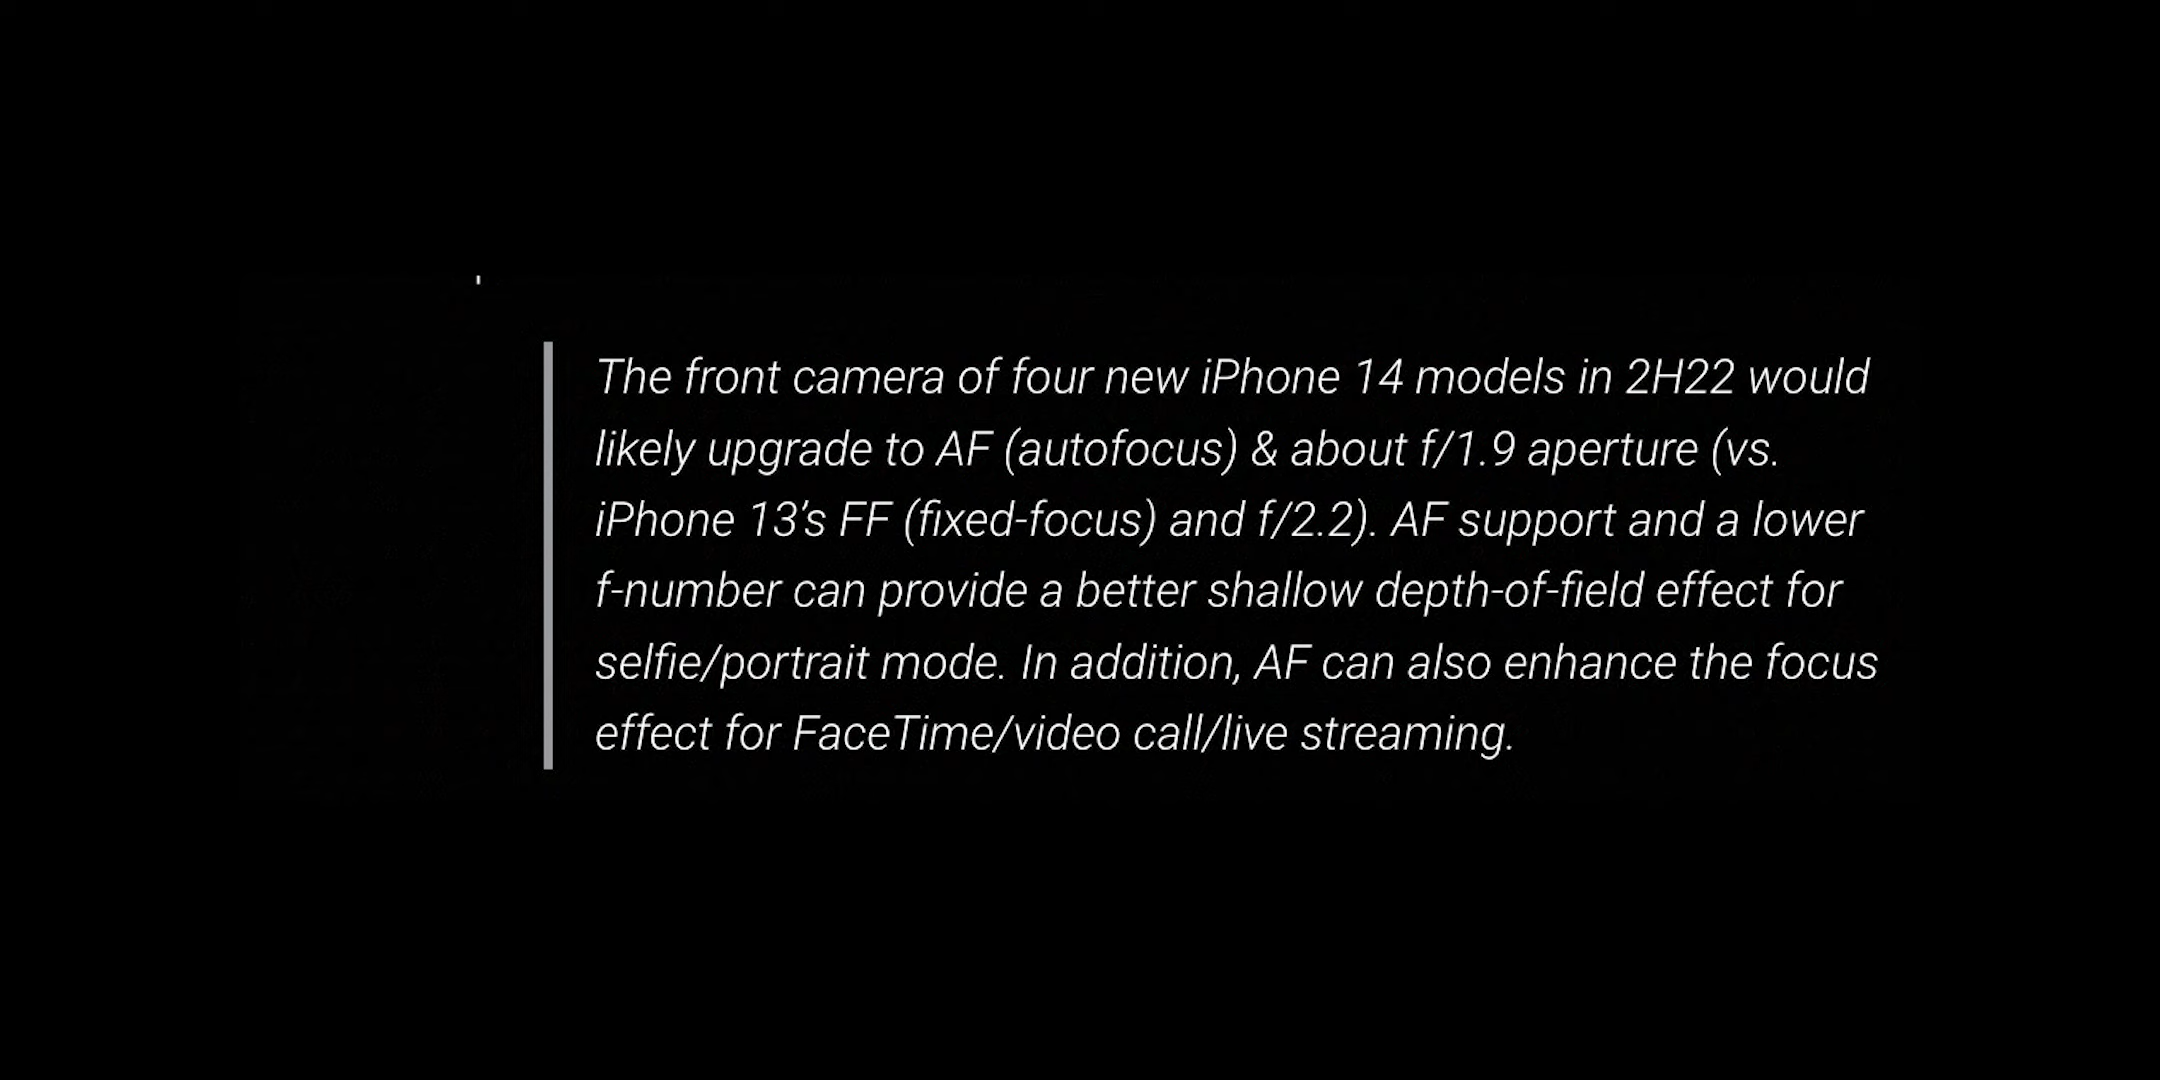 The front camera of four new iPhone 14 models in 2H22 would
likely upgrade to AF (autofocus) & about f/1.9 aperture (vs.
iPhone 13’s FF (fixed-focus) and f/2.2). AF support and a lower
f-number can provide a better shallow depth-of-field effect for
selfie/portrait mode. In addition, AF can also enhance the focus
effect for FaceTime/video call/live streaming.